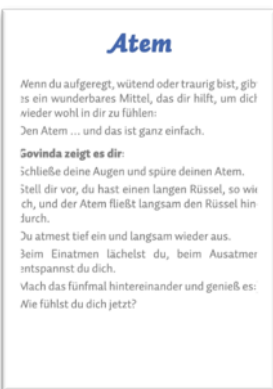 Atem
Wenn du aufgeregt, wütend oder traurig bist, gib
es ein wunderbares Mittel, das dir hilft, um dich
wieder wohl in dir zu fühlen:
Den Atem ... und das ist ganz einfach.
Govinda zeigt es dir:
Schließe deine Augen und spüre deinen Atem.
Stell dir vor, du hast einen langen Rüssel, so wie
ich, und der Atem fließt langsam den Rüssel hin-
durch.
Du atmest tief ein und langsam wieder aus.
Beim Einatmen lächelst du, beim Ausatmen
entspannst du dich.
Mach das fünfmal hintereinander und genieß es:
Wie fühlst du dich jetzt?